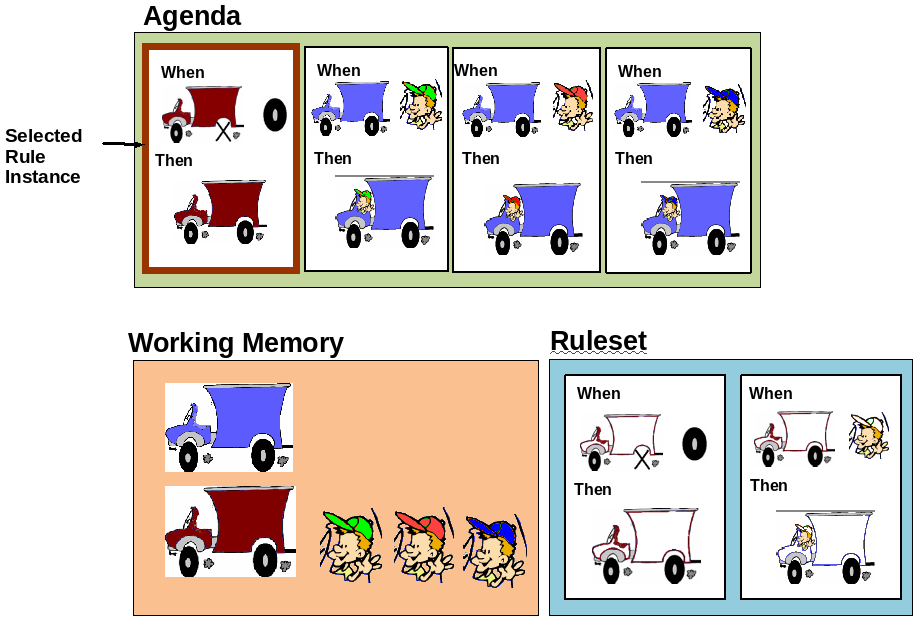 Agenda
When
When
When
When
Selected
Rule
Instance
Then
Then
Then
Then
Working Memory
Ruleset
When
When
Then
Then